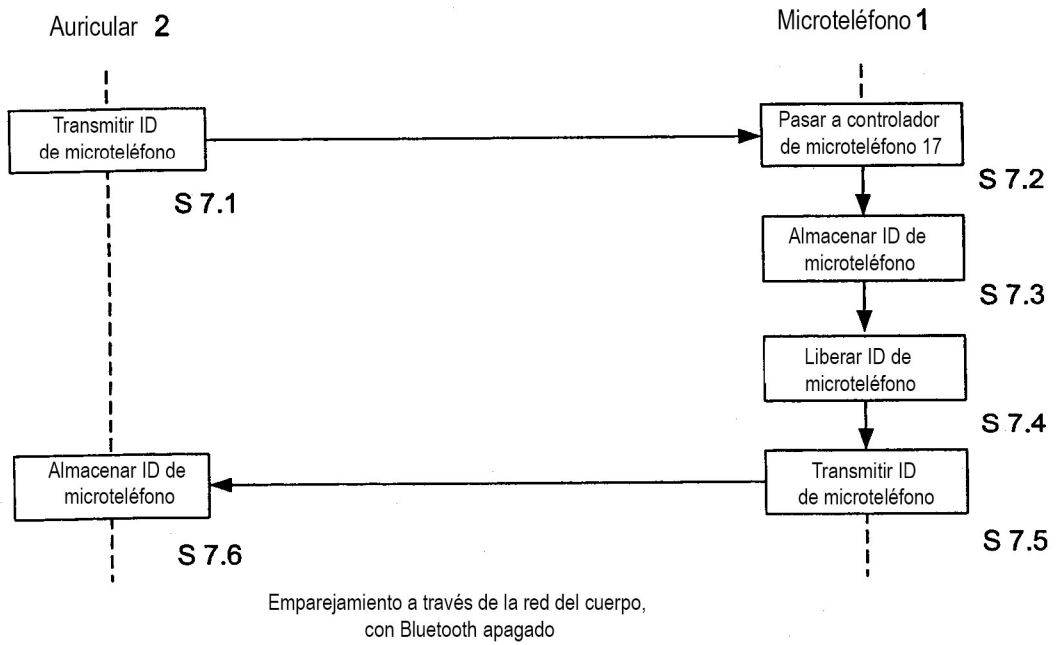 Auricular 2
Microteléfono 1
Transmitir ID
de microteléfono
S 7.1
Pasar a controlador
de microteléfono 17
S 7.2
Almacenar ID de
microteléfono
S 7.3
Liberar ID de
microteléfono
S 7.4
Almacenar ID de
microteléfono
S 7.6
Transmitir ID
de microteléfono
S 7.5
Emparejamiento a través de la red del cuerpo,
con Bluetooth apagado